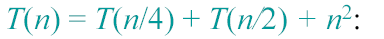 T(n) = T(n/4) + T(n/2) + n²: